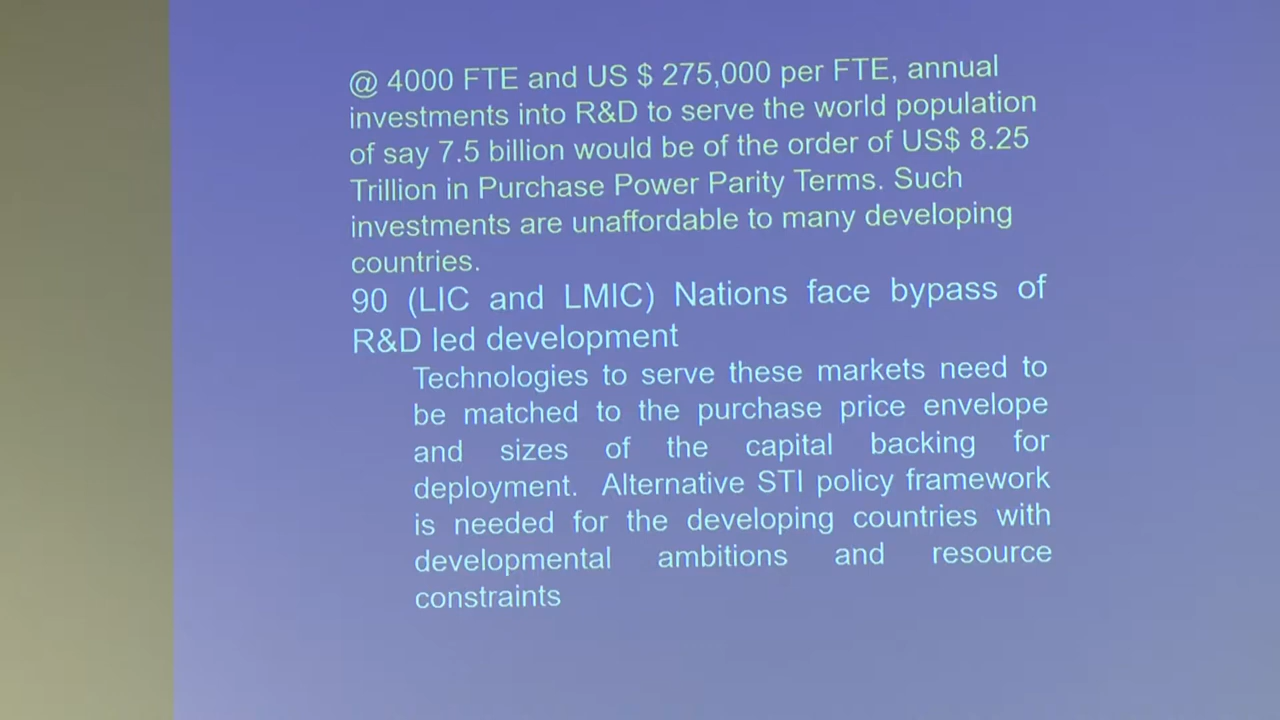 @ 4000 FTE and US $ 275,000 per FTE, annual
investments into R&D to serve the world population
of say 7.5 billion would be of the order of US$ 8.25
Trillion in Purchase Power Parity Terms. Such
investments are unaffordable to many developing
countries.
90 (LIC and LMIC) Nations face bypass of
R&D led development
Technologies to serve these markets need to
be matched to the purchase price envelope
and sizes of the capital backing for
deployment. Alternative STI policy framework
is needed for the developing countries with
developmental ambitions and resource
constraints